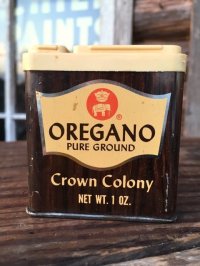 OREGANO
PURE GROUND
Crown Colony
NET WT. 1 OZ.